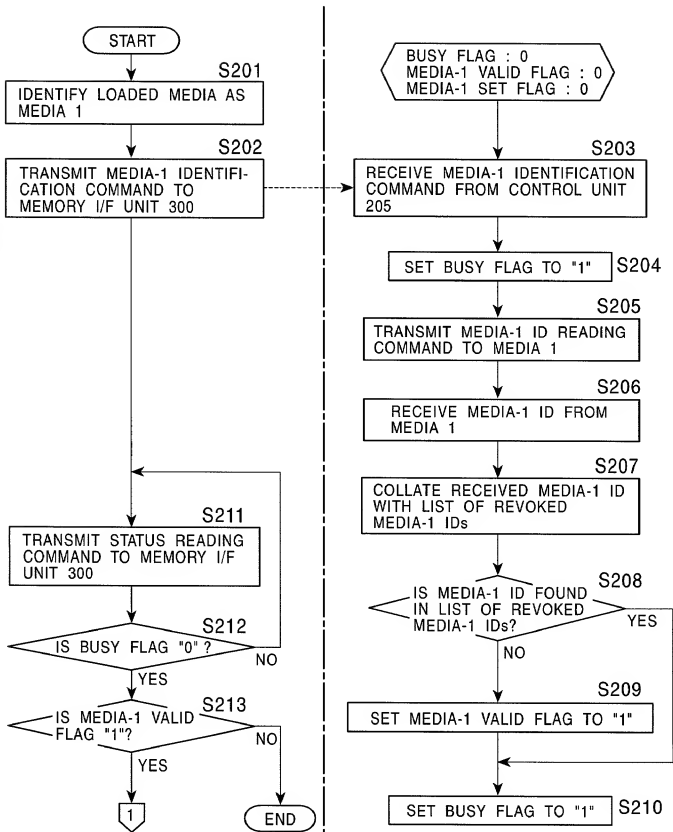 START
S201
IDENTIFY LOADED MEDIA AS
MEDIA 1
S202
TRANSMIT MEDIA-1 IDENTIFI-
CATION COMMAND TO
MEMORY I/F UNIT 300
S211
TRANSMIT STATUS READING
COMMAND TO MEMORY I/F
UNIT 300
S212
IS BUSY FLAG "0" ?
NO
YES
S213
IS MEDIA-1 VALID
FLAG "1"?
NO
YES
1
END
BUSY FLAG : 0
MEDIA-1 VALID FLAG : 0
MEDIA-1 SET FLAG : 0
S203
RECEIVE MEDIA-1 IDENTIFICATION
COMMAND FROM CONTROL UNIT
205
SET BUSY FLAG TO "1"
S204
S205
TRANSMIT MEDIA-1 ID READING
COMMAND TO MEDIA 1
S206
RECEIVE MEDIA-1 ID FROM
MEDIA 1
S207
COLLATE RECEIVED MEDIA-1 ID
WITH LIST OF REVOKED
MEDIA-1 IDs
S208
IS MEDIA-1 ID FOUND
IN LIST OF REVOKED
MEDIA-1 IDs?
YES
NO
S209
SET MEDIA-1 VALID FLAG TO "1"
SET BUSY FLAG TO "1"
S210